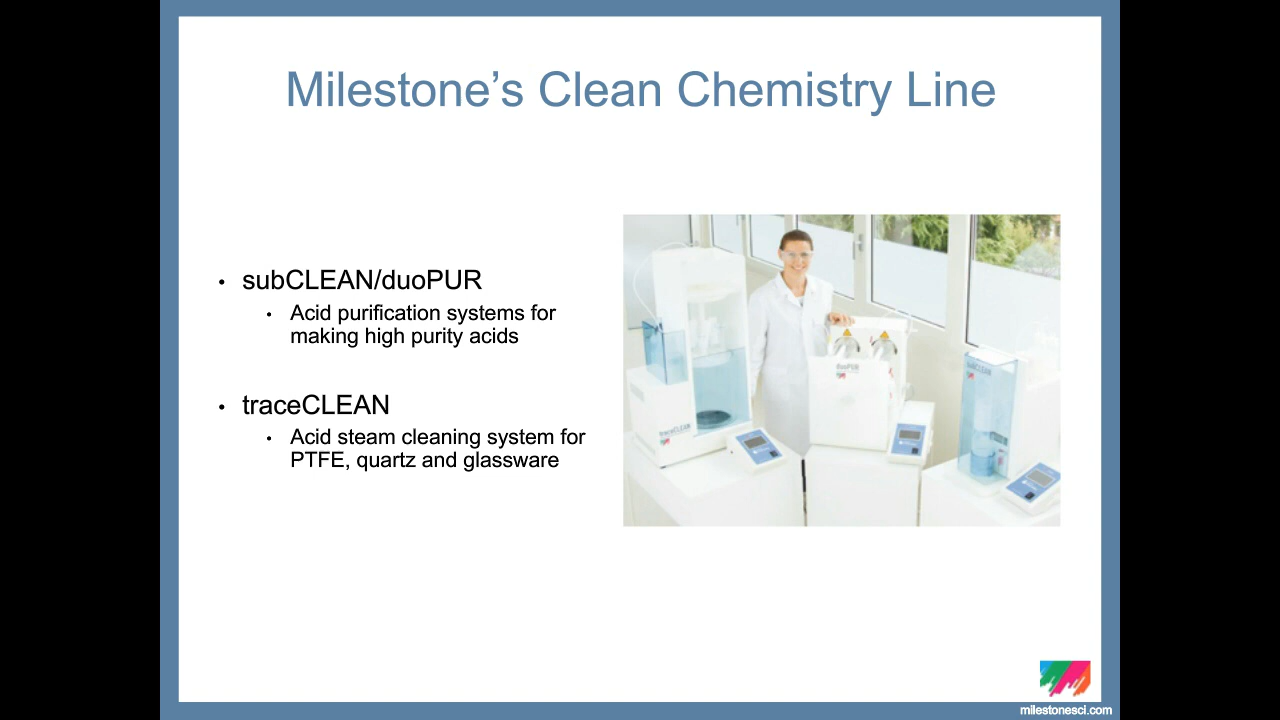 Milestone’s Clean Chemistry Line
• subCLEAN/duoPUR
• Acid purification systems for
making high purity acids
• traceCLEAN
• Acid steam cleaning system for
PTFE, quartz and glassware
traceCLEAN
duoPUR
subCLEAN
milestonesci.com